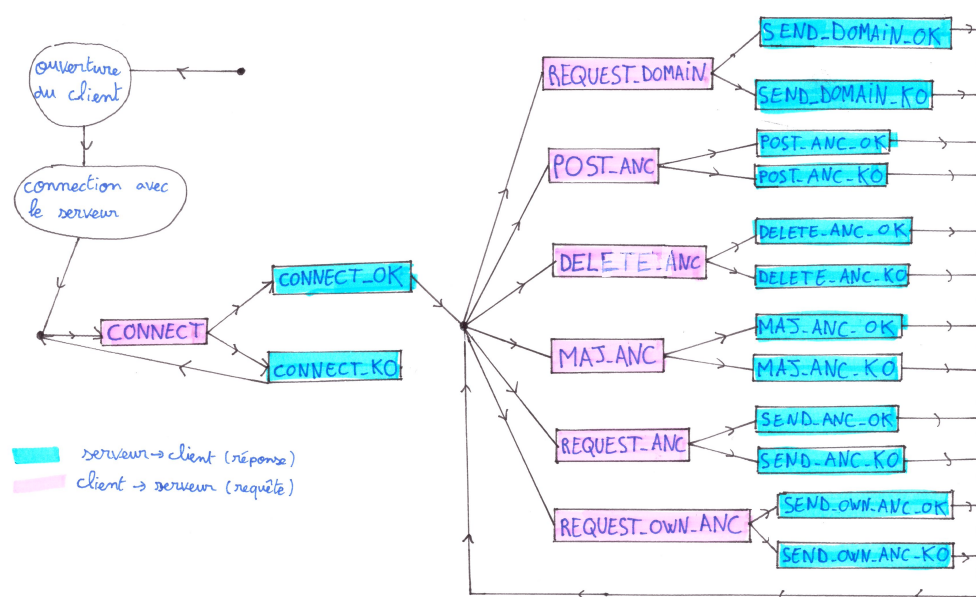 ouverture
du client
connection avec
le serveur
CONNECT
CONNECT_OK
CONNECT_KO
REQUEST_DOMAIN
SEND_DOMAIN_OK
SEND_DOMAIN_KO
POST_ANC
POST_ANC_OK
POST_ANC_KO
DELETE_ANC
DELETE_ANC_OK
DELETE_ANC_KO
MAJ_ANC
MAJ_ANC_OK
MAJ_ANC_KO
REQUEST_ANC
SEND_ANC_OK
SEND_ANC_KO
REQUEST_OWN_ANC
SEND_OWN_ANC_OK
SEND_OWN_ANC_KO
serveur → client (réponse)
client → serveur (requête)